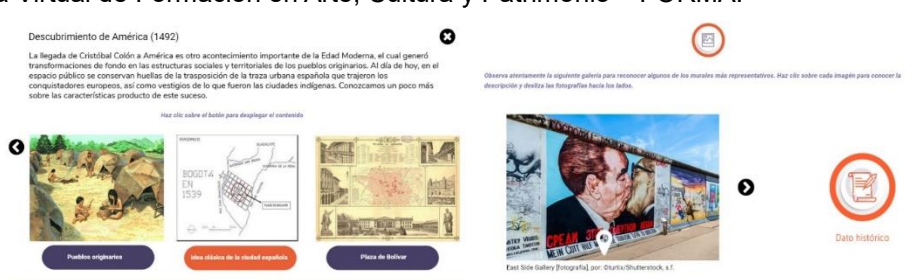 Virtual de Formación en Arte, Cultura y Patrimonio - FORMAP
Descubrimiento de América (1492)
La llegada de Cristóbal Colón a América es otro acontecimiento importante de la Edad Moderna, el cual generó
transformaciones de fondo en las estructuras sociales y territoriales de los pueblos originarios. Al día de hoy, en el
espacio público se conservan huellas de la trasposición de la traza urbana española que trajeron los
conquistadores europeos, así como vestigios de lo que fueron las ciudades indígenas. Conozcamos un poco más
sobre las características producto de este suceso.
Haz clic sobre el botón para desplegar el contenido
BOGOTA
EN
1539
Pueblos originarios
Idea clásica de la ciudad española
Plaza de Bolívar
Observa atentamente la siguiente galería para reconocer algunos de los murales más representativos. Haz clic sobre cada imagen para conocer la
descripción y desliza las fotografías hacia los lados.
MEIN GOTT HILF
East Side Gallery [fotografía], por: ©turtix/Shutterstock, s.f.
Dato histórico